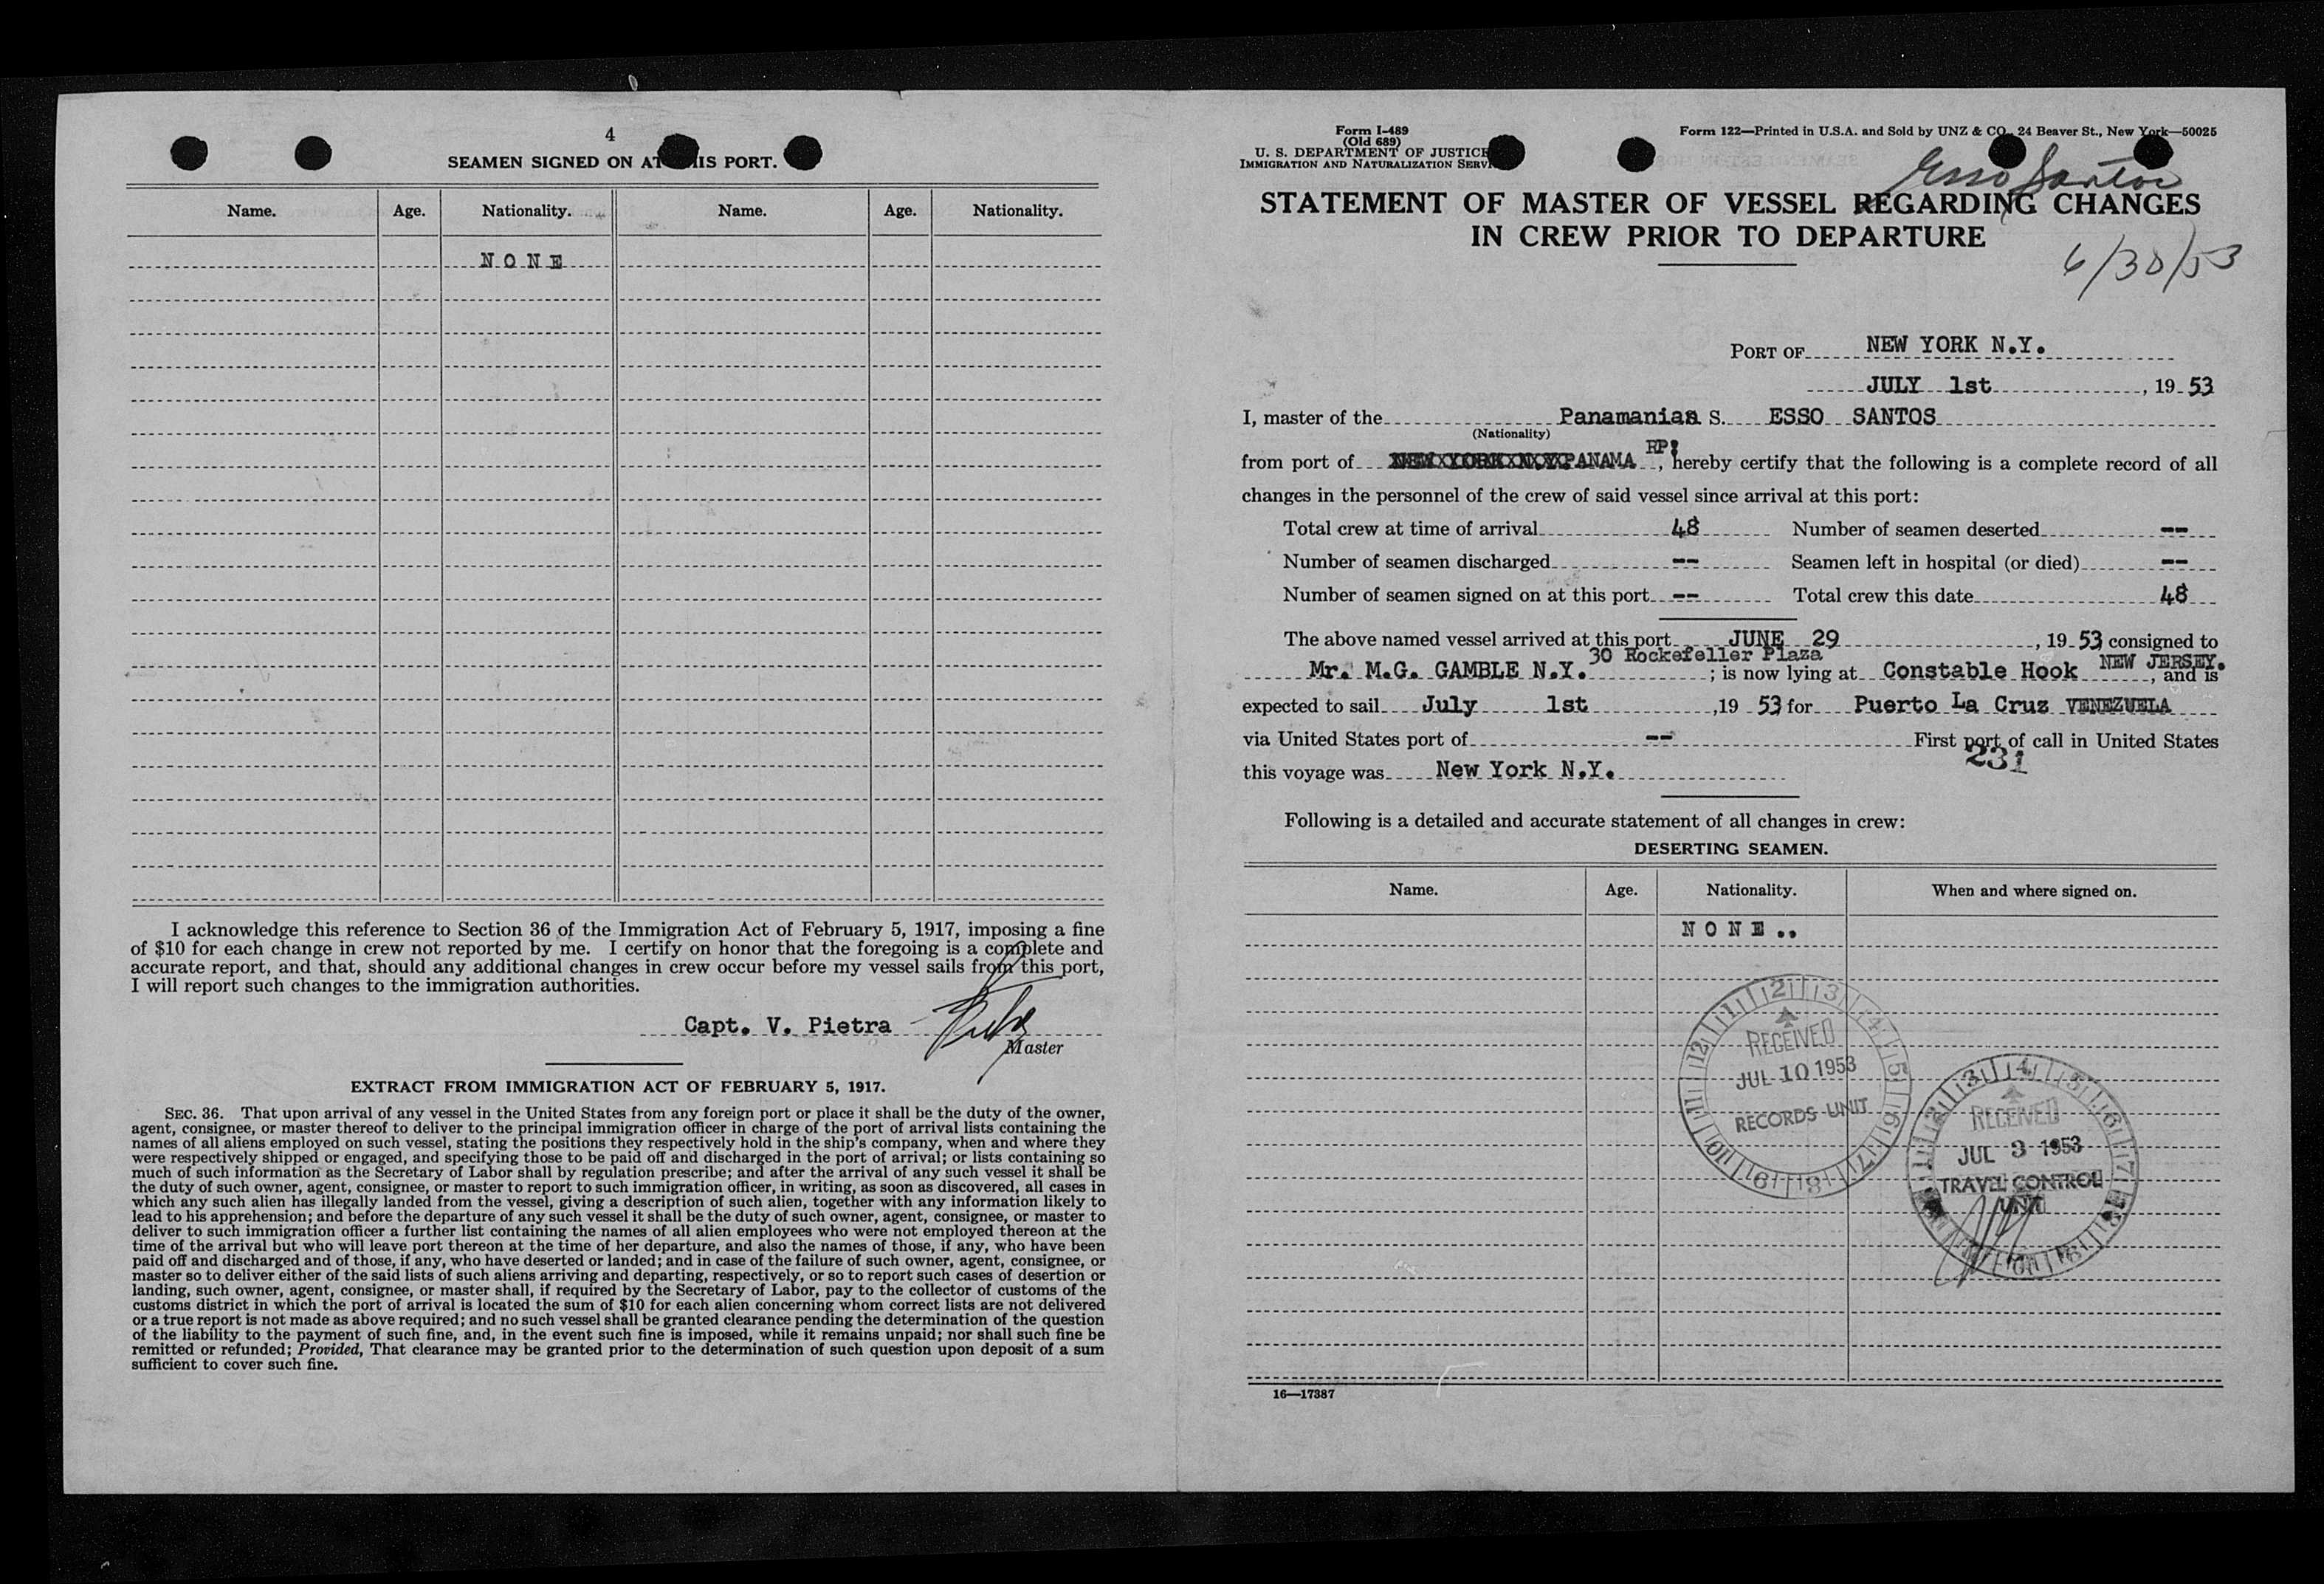 4
SEAMEN SIGNED ON AT THIS PORT.
Name. Age. Nationality. Name. Age. Nationality.
NONE
I acknowledge this reference to Section 36 of the Immigration Act of February 5, 1917, imposing a fine
of $10 for each change in crew not reported by me. I certify on honor that the foregoing is a complete and
accurate report, and that, should any additional changes in crew occur before my vessel sails from this port,
I will report such changes to the immigration authorities.
Capt. V. Pietra
Master
EXTRACT FROM IMMIGRATION ACT OF FEBRUARY 5, 1917.
SEC. 36. That upon arrival of any vessel in the United States from any foreign port or place it shall be the duty of the owner,
agent, consignee, or master thereof to deliver to the principal immigration officer in charge of the port of arrival lists containing the
names of all aliens employed on such vessel, stating the positions they respectively hold in the ship's company, when and where they
were respectively shipped or engaged, and specifying those to be paid off and discharged in the port of arrival; or lists containing so
much of such information as the Secretary of Labor shall by regulation prescribe; and after the arrival of any such vessel it shall be
the duty of such owner, agent, consignee, or master to report to such immigration officer, in writing, as soon as discovered, all cases in
which any such alien has illegally landed from the vessel, giving a description of such alien, together with any information likely to
lead to his apprehension; and before the departure of any such vessel it shall be the duty of such owner, agent, consignee, or master to
deliver to such immigration officer a further list containing the names of all alien employees who were not employed thereon at the
time of the arrival but who will leave port thereon at the time of her departure, and also the names of those, if any, who have been
paid off and discharged and of those, if any, who have deserted or landed; and in case of the failure of such owner, agent, consignee, or
master so to deliver either of the said lists of such aliens arriving and departing, respectively, or so to report such cases of desertion or
landing, such owner, agent, consignee, or master shall, if required by the Secretary of Labor, pay to the collector of customs of the
customs district in which the port of arrival is located the sum of $10 for each alien concerning whom correct lists are not delivered
or a true report is not made as above required; and no such vessel shall be granted clearance pending the determination of the question
of the liability to the payment of such fine, and, in the event such fine is imposed, while it remains unpaid; nor shall such fine be
remitted or refunded; Provided, That clearance may be granted prior to the determination of such question upon deposit of a sum
sufficient to cover such fine.
Form I-489
(Old 689)
U. S. DEPARTMENT OF JUSTICE
IMMIGRATION AND NATURALIZATION SERVICE
Form 122—Printed in U.S.A. and Sold by UNZ & CO., 24 Beaver St., New York—50025
Esso Santos
STATEMENT OF MASTER OF VESSEL REGARDING CHANGES
IN CREW PRIOR TO DEPARTURE
6/30/53
PORT OF NEW YORK N.Y.
JULY 1st, 19 53
I, master of the Panamanian S. ESSO SANTOS
(Nationality)
from port of PANAMA RP:, hereby certify that the following is a complete record of all
changes in the personnel of the crew of said vessel since arrival at this port:
Total crew at time of arrival 48 Number of seamen deserted --
Number of seamen discharged -- Seamen left in hospital (or died) --
Number of seamen signed on at this port -- Total crew this date 48
The above named vessel arrived at this port JUNE 29, 19 53 consigned to
30 Rockefeller Plaza
Mr. M.G. GAMBLE N.Y.; is now lying at Constable Hook NEW JERSEY., and is
expected to sail July 1st, 19 53 for Puerto La Cruz VENEZUELA
via United States port of -- First port of call in United States
231
this voyage was New York N.Y.
Following is a detailed and accurate statement of all changes in crew:
DESERTING SEAMEN.
Name. Age. Nationality. When and where signed on.
NONE..
RECEIVED
JUL 10 1953
RECORDS UNIT
RECEIVED
JUL 3 1953
TRAVEL CONTROL
UNIT
16—17387